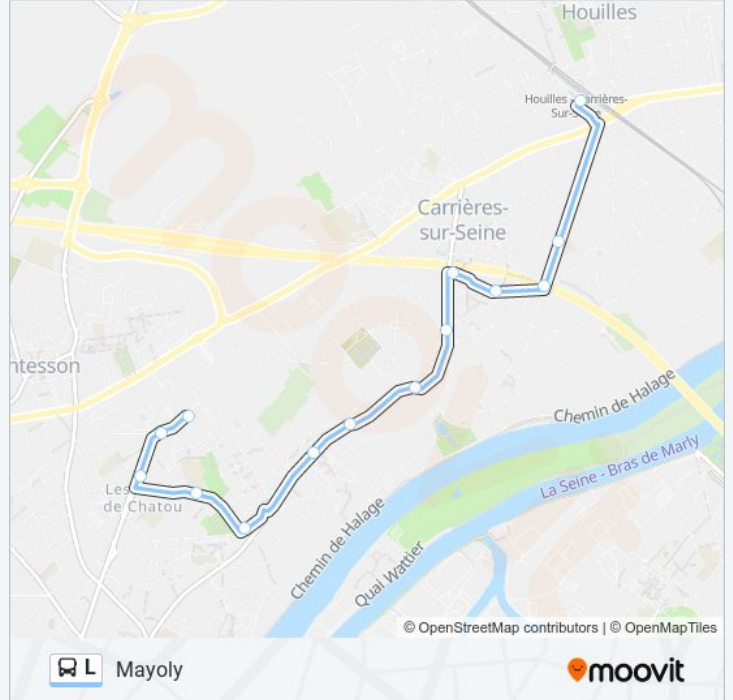 Houilles
Houilles - Carrières-
Sur-Seine
Carrières-
sur-Seine
ntesson
Chemin de Halage
La Seine - Bras de Marly
Les
de Chatou
Chemin de Halage
Quai Wattier
© OpenStreetMap contributors | © OpenMapTiles
L Mayoly
moovit